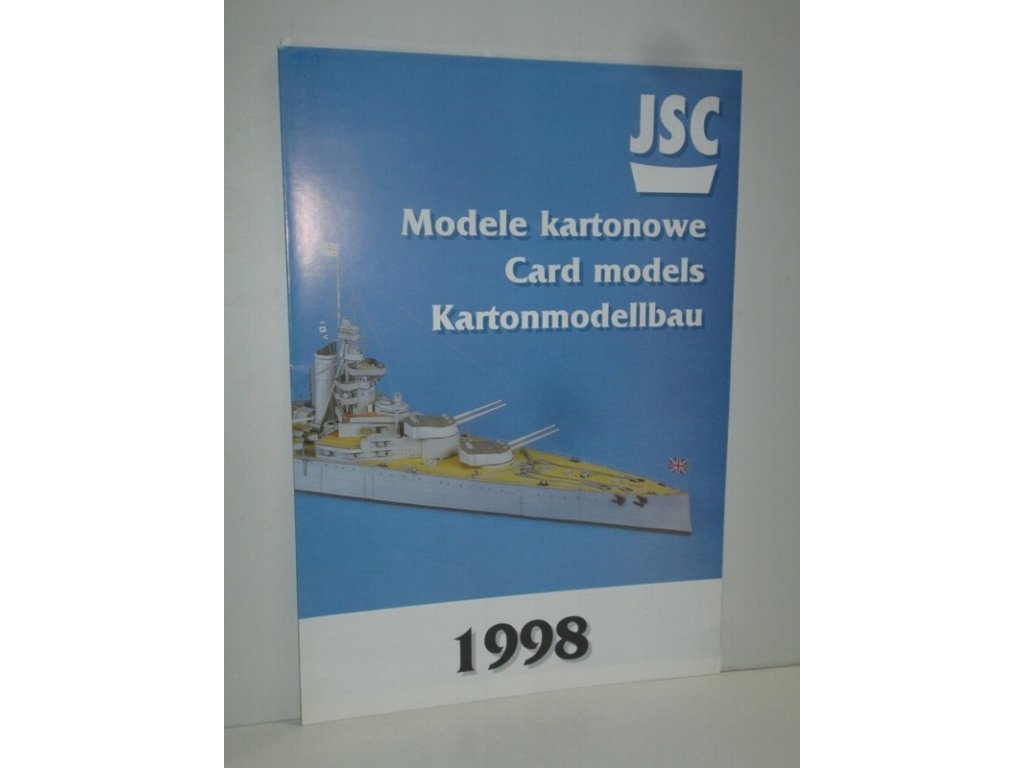 JSC
Modele kartonowe
Card models
Kartonmodellbau
1998